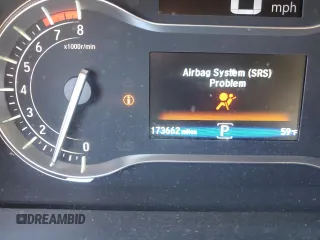 0 mph
7
8
6
x1000r/min
5
4
3
2
1
0
Airbag System (SRS)
Problem
173662 miles
P
59°F
DREAMBID